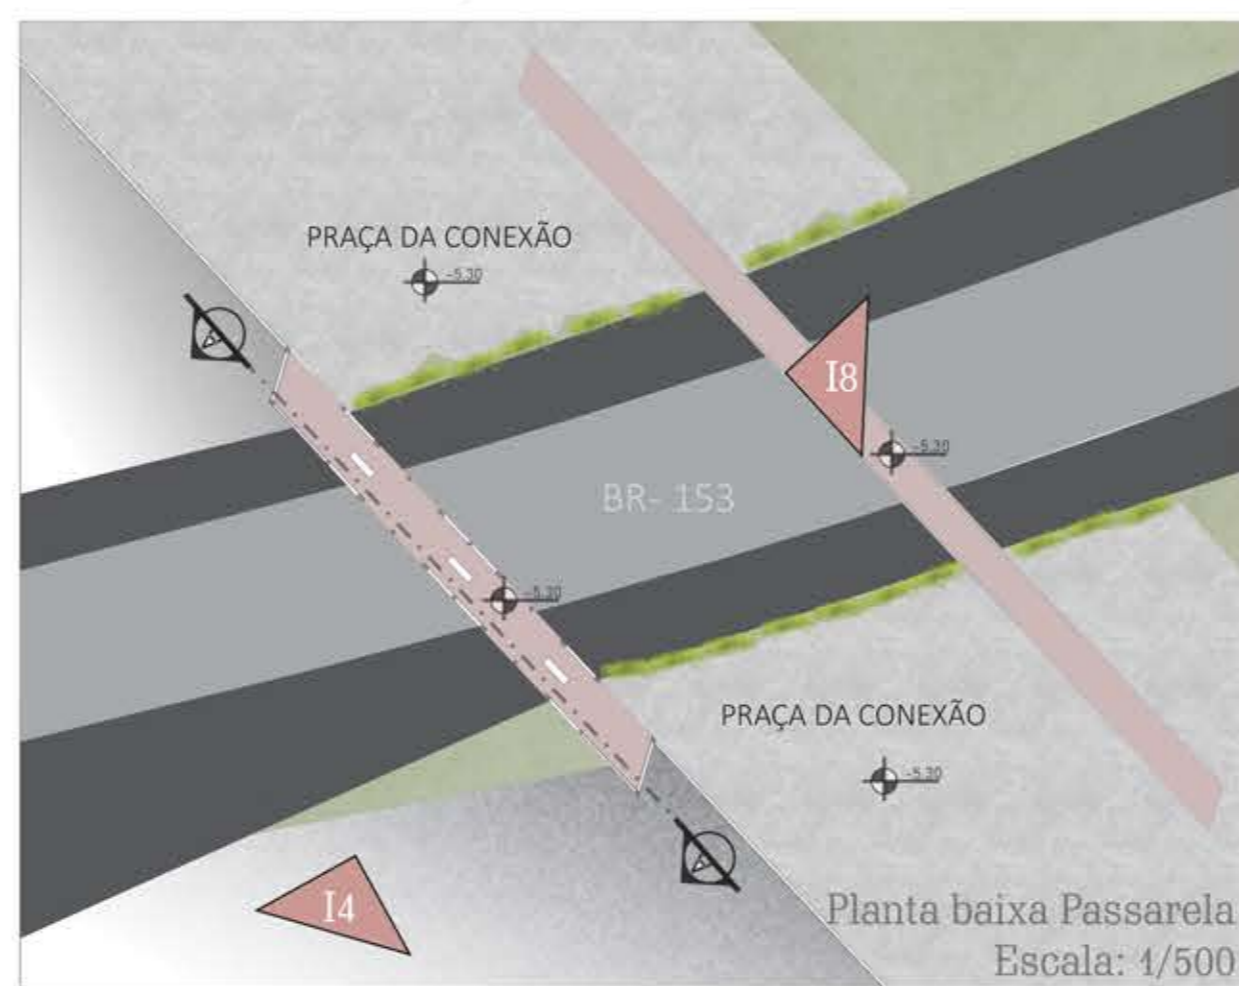 PRAÇA DA CONEXÃO
-5.30
I8
-5.30
BR- 153
-5.30
PRAÇA DA CONEXÃO
-5.30
A
A
I4
Planta baixa Passarela
Escala: 1/500